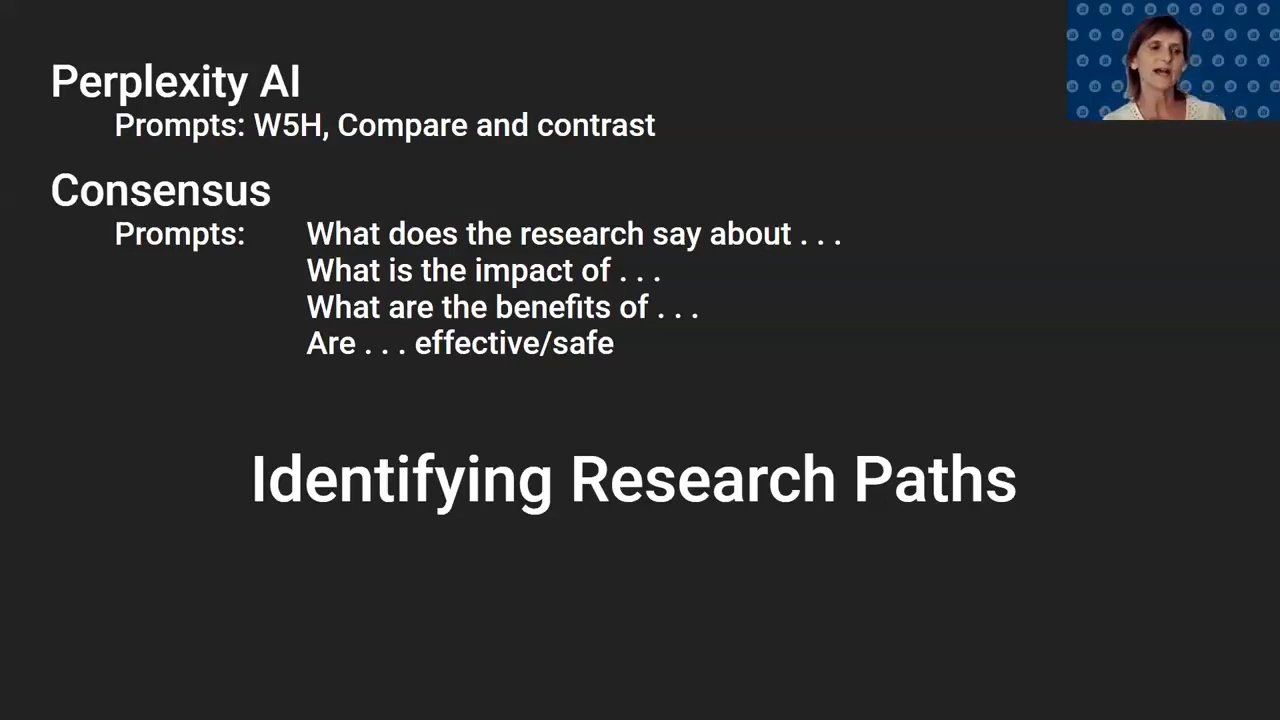 Perplexity AI
Prompts: W5H, Compare and contrast
Consensus
Prompts: What does the research say about . . .
What is the impact of . . .
What are the benefits of . . .
Are . . . effective/safe
Identifying Research Paths